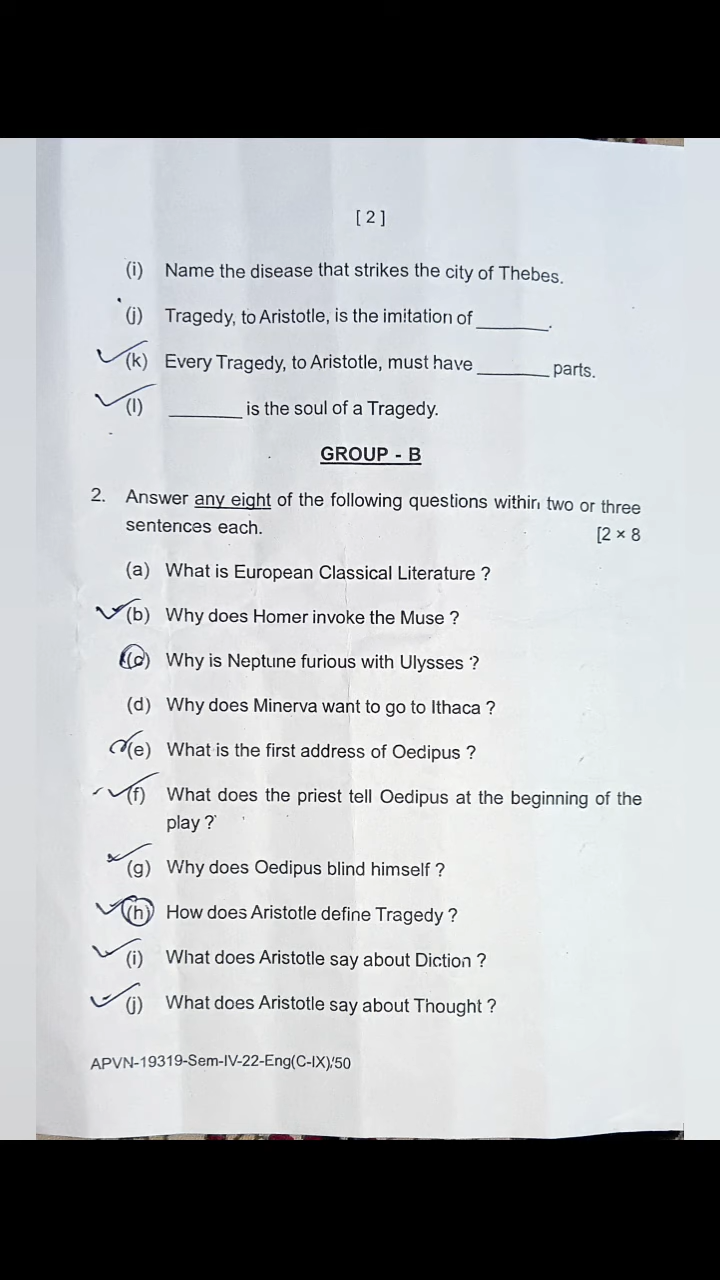 [ 2 ]
(i) Name the disease that strikes the city of Thebes.
(j) Tragedy, to Aristotle, is the imitation of ________.
(k) Every Tragedy, to Aristotle, must have ________ parts.
(l) ________ is the soul of a Tragedy.
GROUP - B
2. Answer any eight of the following questions within two or three
sentences each. [2 × 8
(a) What is European Classical Literature ?
(b) Why does Homer invoke the Muse ?
(c) Why is Neptune furious with Ulysses ?
(d) Why does Minerva want to go to Ithaca ?
(e) What is the first address of Oedipus ?
(f) What does the priest tell Oedipus at the beginning of the
play ?
(g) Why does Oedipus blind himself ?
(h) How does Aristotle define Tragedy ?
(i) What does Aristotle say about Diction ?
(j) What does Aristotle say about Thought ?
APVN-19319-Sem-IV-22-Eng(C-IX)/50